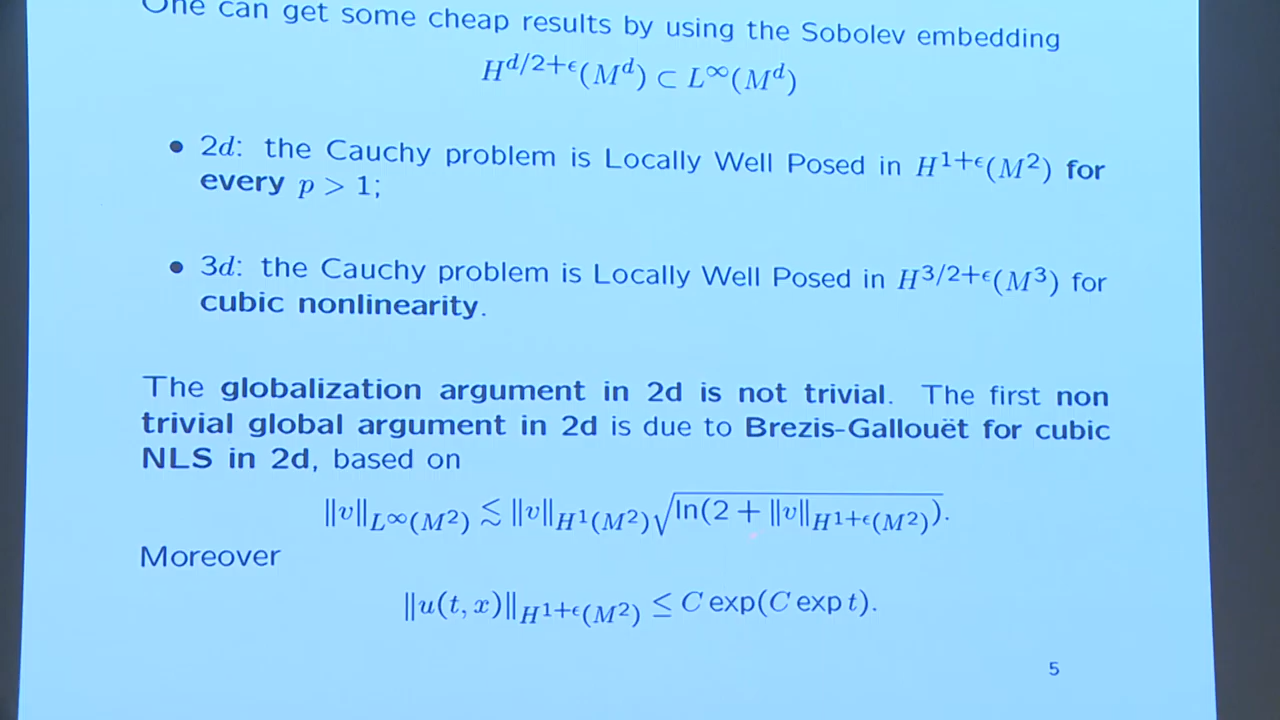 One can get some cheap results by using the Sobolev embedding
H^{d/2+ϵ}(M^d) ⊂ L^∞(M^d)
• 2d: the Cauchy problem is Locally Well Posed in H^{1+ϵ}(M^2) for
every p > 1;
• 3d: the Cauchy problem is Locally Well Posed in H^{3/2+ϵ}(M^3) for
cubic nonlinearity.
The globalization argument in 2d is not trivial. The first non
trivial global argument in 2d is due to Brezis-Gallouët for cubic
NLS in 2d, based on
‖v‖_{L^∞(M^2)} ≲ ‖v‖_{H^1(M^2)} √(ln(2 + ‖v‖_{H^{1+ϵ}(M^2)})).
Moreover
‖u(t, x)‖_{H^{1+ϵ}(M^2)} ≤ C exp(C exp t).
5